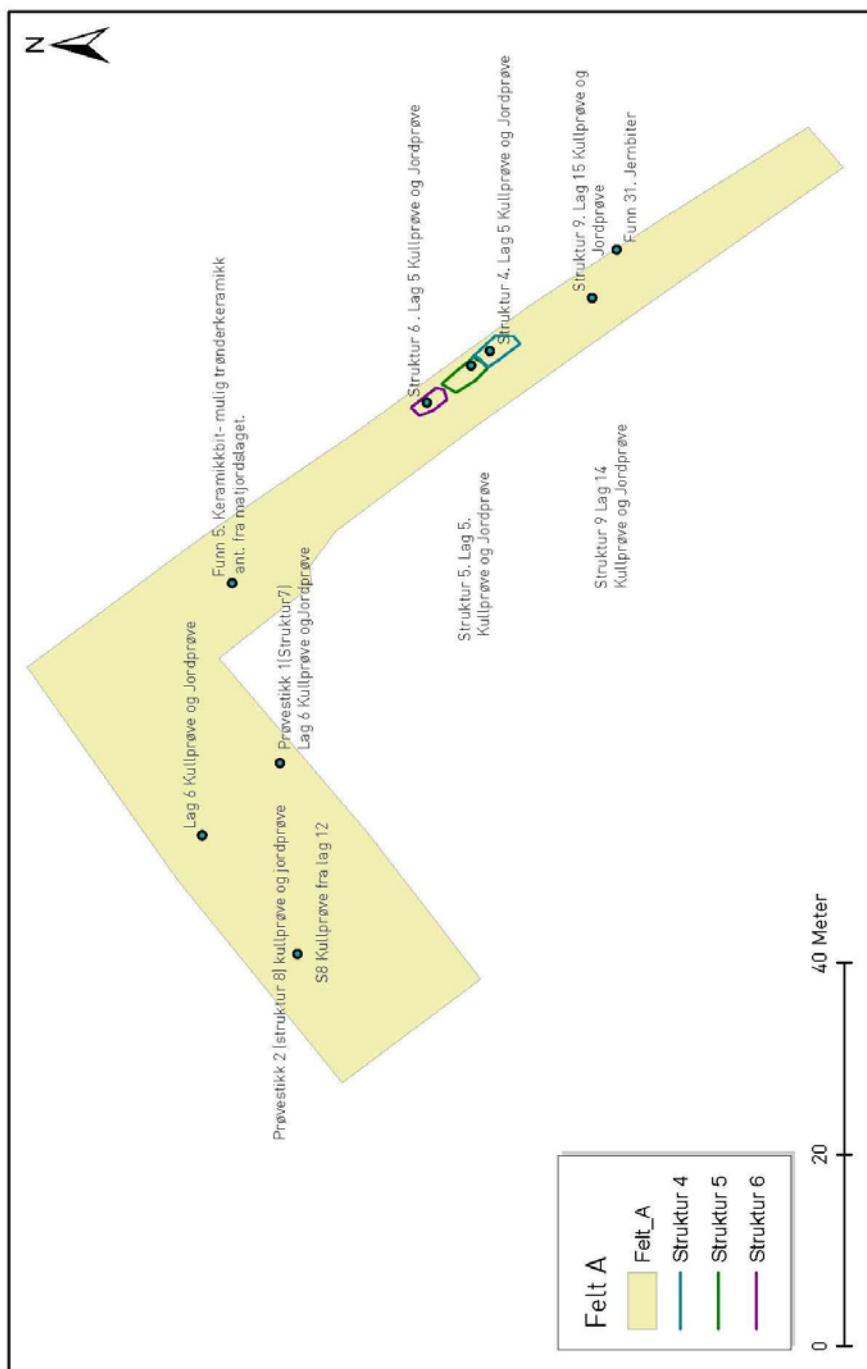 N
Funn 5. Keramikkbit- mulig trønderkeramikk
ant. fra matjordslaget.
Lag 6 Kullprøve og Jordprøve
Prøvestikk 1(Struktur7)
Lag 6 Kullprøve ogJordprøve
Prøvestikk 2 (struktur 8) kullprøve og jordprøve
S8 Kullprøve fra lag 12
Struktur 6 . Lag 5 Kullprøve og Jordprøve
Struktur 5. Lag 5.
Kullprøve og Jordprøve
Struktur 4. Lag 5 Kullprøve og Jordprøve
Struktur 9. Lag 15 Kullprøve og
Jordprøve
Struktur 9 Lag 14
Kullprøve og Jordprøve
Funn 31. Jernbiter
Felt A
Felt_A
Struktur 4
Struktur 5
Struktur 6
0 20 40 Meter